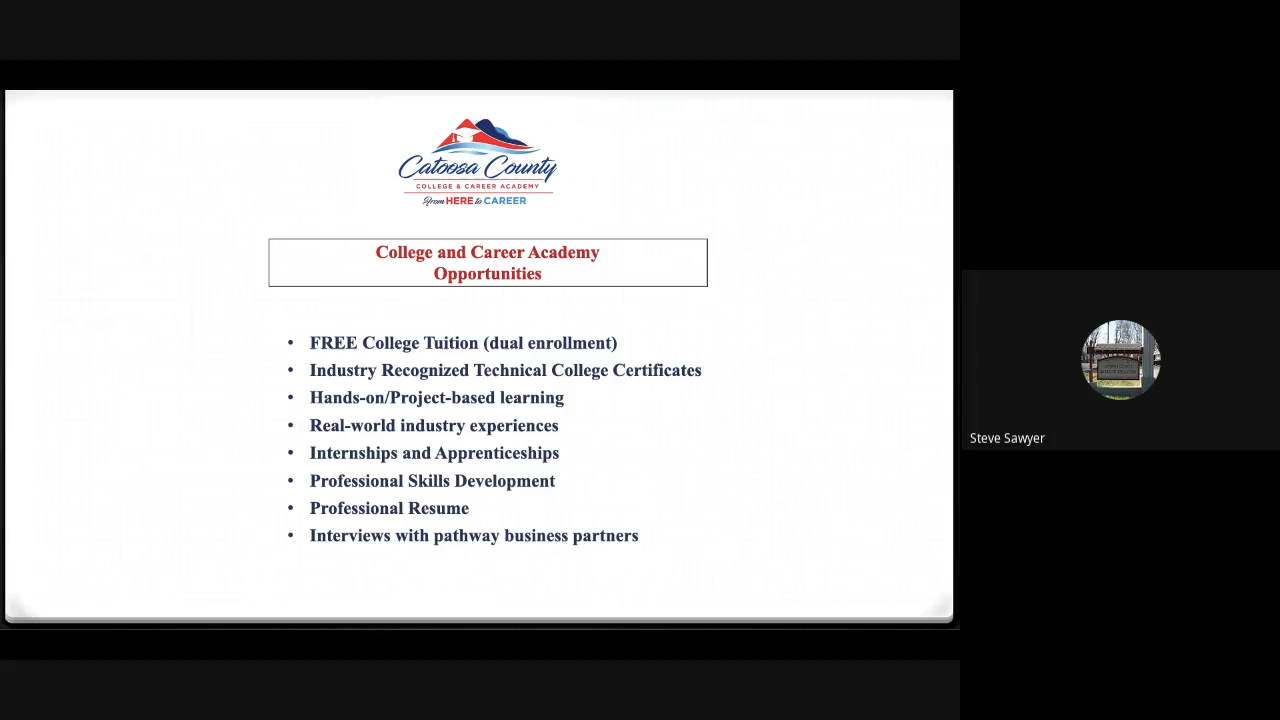 Catoosa County
COLLEGE & CAREER ACADEMY
From HERE to CAREER
College and Career Academy
Opportunities
• FREE College Tuition (dual enrollment)
• Industry Recognized Technical College Certificates
• Hands-on/Project-based learning
• Real-world industry experiences
• Internships and Apprenticeships
• Professional Skills Development
• Professional Resume
• Interviews with pathway business partners
Steve Sawyer